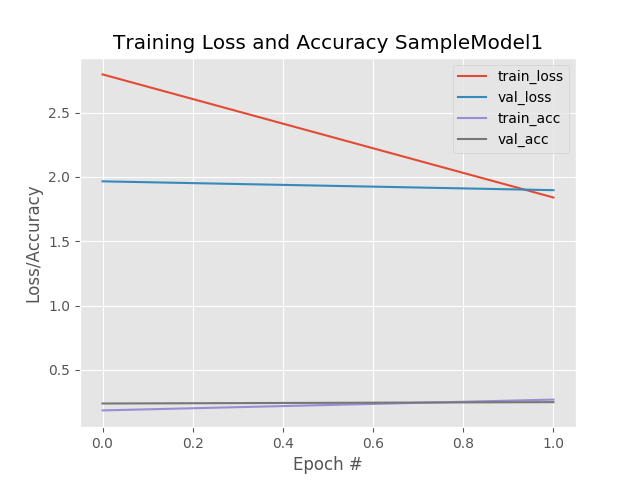 Training Loss and Accuracy SampleModel1
train_loss
val_loss
train_acc
val_acc
Loss/Accuracy
2.5
2.0
1.5
1.0
0.5
0.0 0.2 0.4 0.6 0.8 1.0
Epoch #